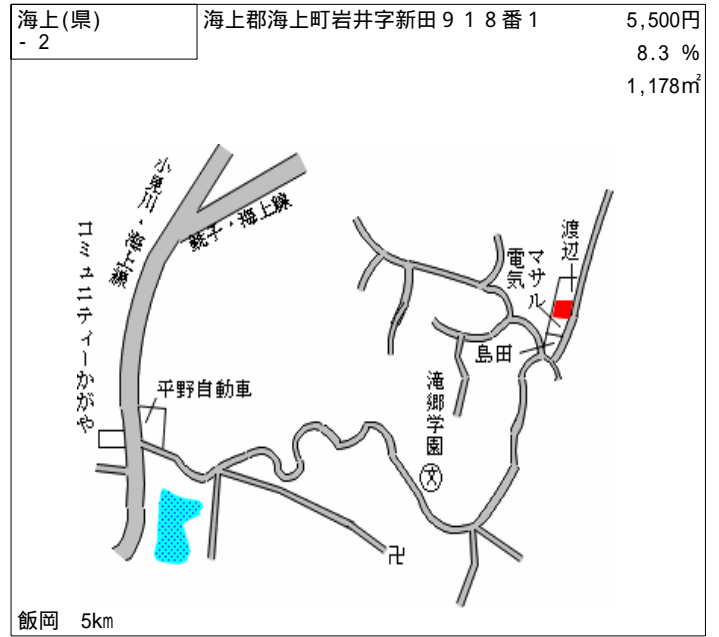 海上(県)
- 2
海上郡海上町岩井字新田９１８番１
5,500円
8.3 %
1,178㎡
小見川・海上線
銚子・海上線
コミュニティーかがや
平野自動車
渡辺
マサル
電気
島田
滝郷学園
文
卍
飯岡 5km